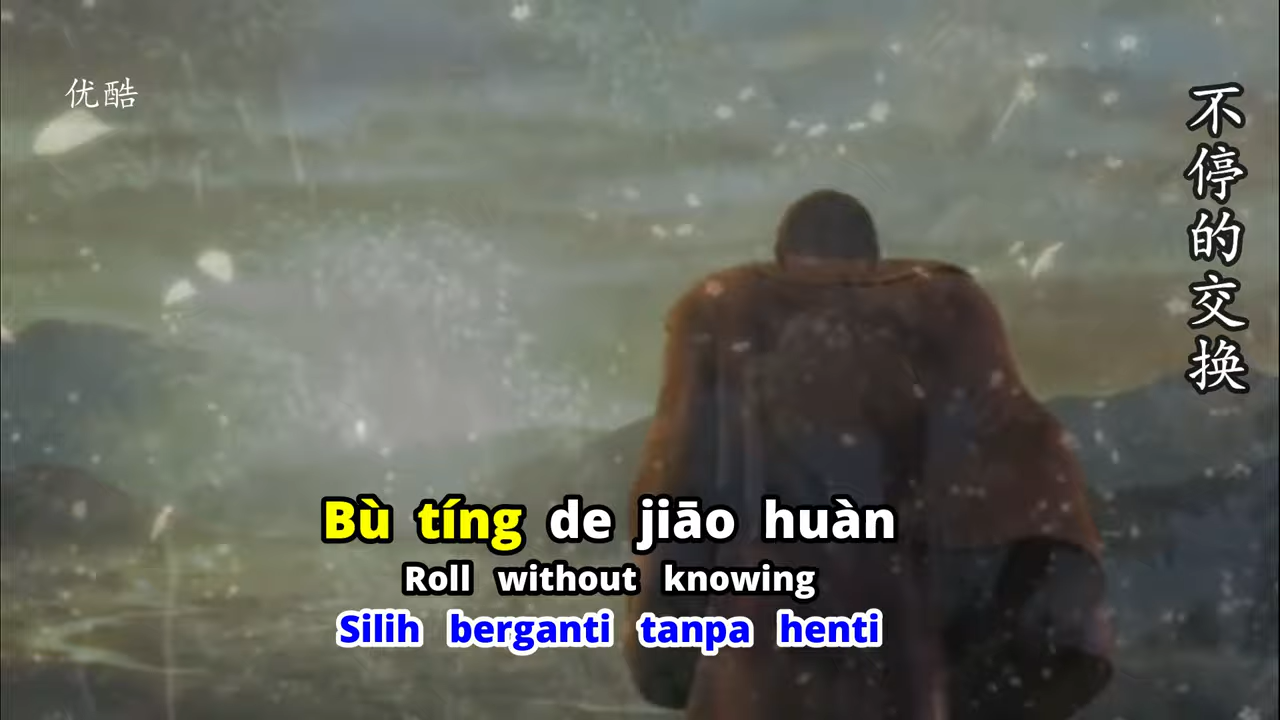 优酷
不停的交换
Bù tíng de jiāo huàn
Roll without knowing
Silih berganti tanpa henti